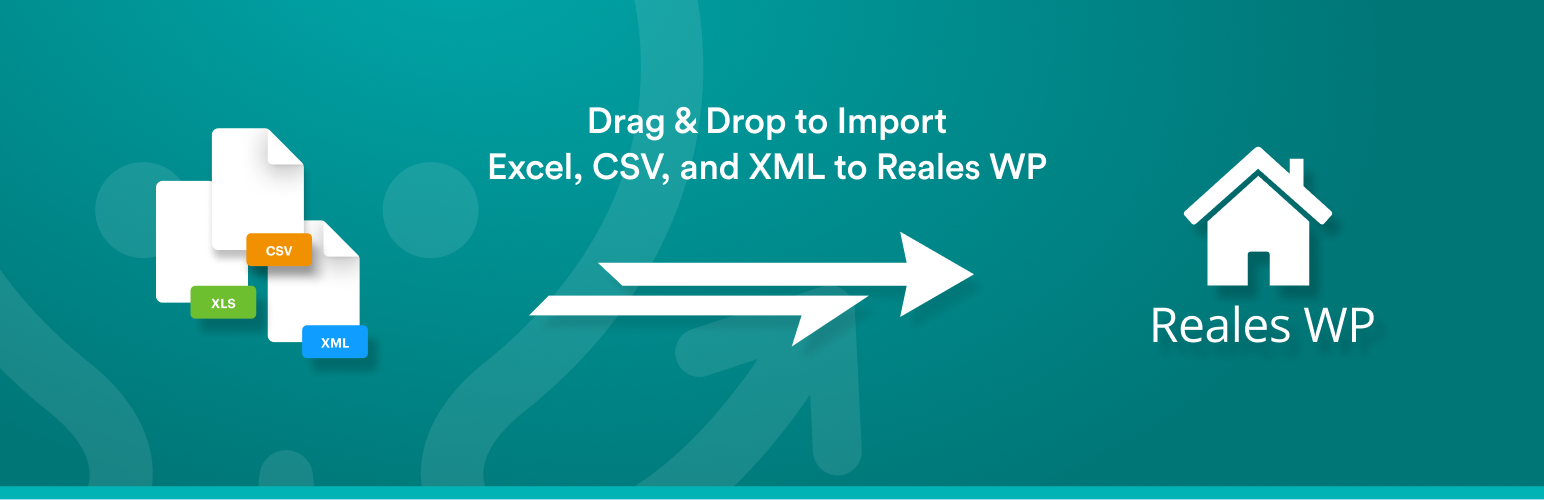 Drag & Drop to Import
Excel, CSV, and XML to Reales WP
CSV
XLS
XML
Reales WP